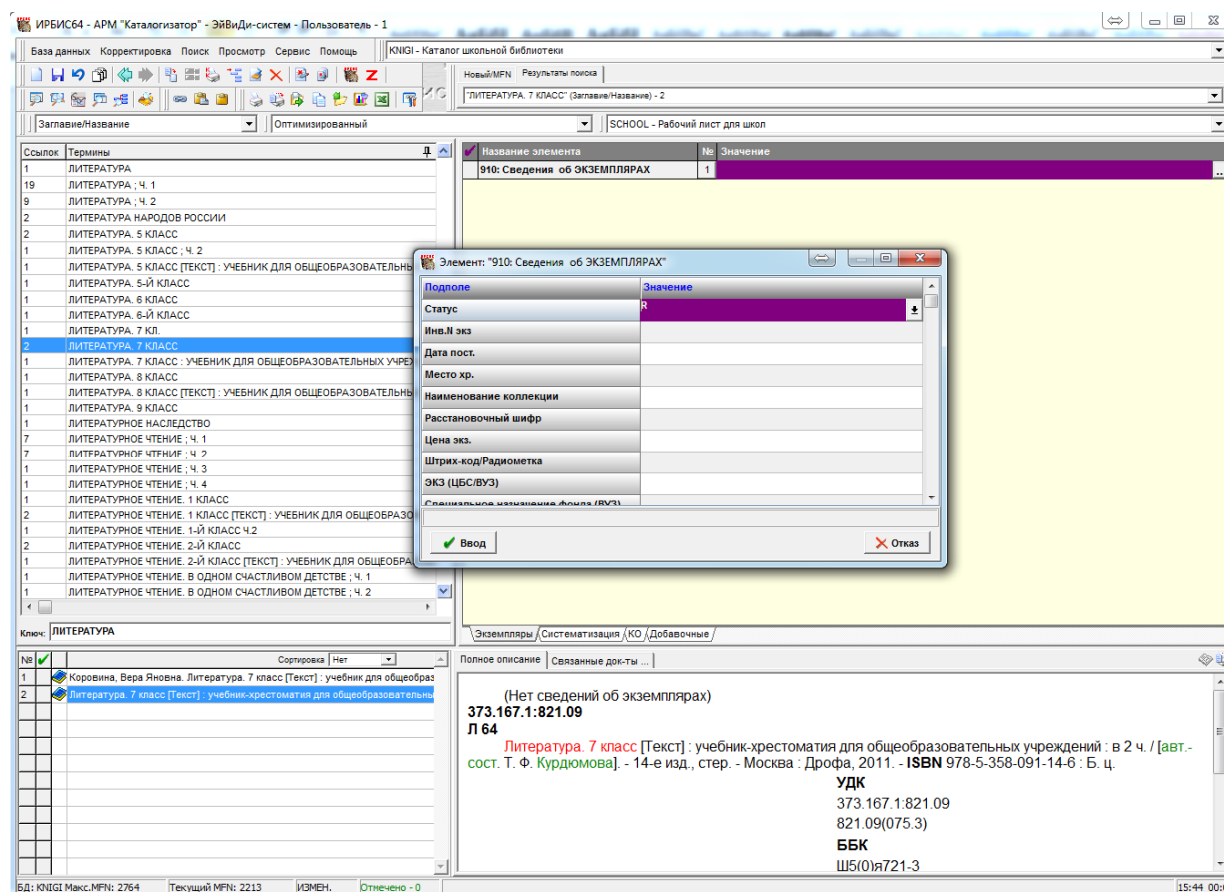 ИРБИС64 - АРМ "Каталогизатор" - ЭйВиДи-систем - Пользователь - 1
База данных Корректировка Поиск Просмотр Сервис Помощь
KNIGI - Каталог школьной библиотеки
Новый/MFN Результаты поиска
"ЛИТЕРАТУРА. 7 КЛАСС" (Заглавие/Название) - 2
Заглавие/Название
Оптимизированный
SCHOOL - Рабочий лист для школ
Ссылок Термины
1 ЛИТЕРАТУРА
19 ЛИТЕРАТУРА ; Ч. 1
9 ЛИТЕРАТУРА ; Ч. 2
2 ЛИТЕРАТУРА НАРОДОВ РОССИИ
2 ЛИТЕРАТУРА. 5 КЛАСС
1 ЛИТЕРАТУРА. 5 КЛАСС ; Ч. 2
1 ЛИТЕРАТУРА. 5 КЛАСС [ТЕКСТ] : УЧЕБНИК ДЛЯ ОБЩЕОБРАЗОВАТЕЛЬНЫ
1 ЛИТЕРАТУРА. 5-Й КЛАСС
1 ЛИТЕРАТУРА. 6 КЛАСС
1 ЛИТЕРАТУРА. 6-Й КЛАСС
1 ЛИТЕРАТУРА. 7 КЛ.
2 ЛИТЕРАТУРА. 7 КЛАСС
1 ЛИТЕРАТУРА. 7 КЛАСС : УЧЕБНИК ДЛЯ ОБЩЕОБРАЗОВАТЕЛЬНЫХ УЧРЕЖ
1 ЛИТЕРАТУРА. 8 КЛАСС
1 ЛИТЕРАТУРА. 8 КЛАСС [ТЕКСТ] : УЧЕБНИК ДЛЯ ОБЩЕОБРАЗОВАТЕЛЬНЫ
1 ЛИТЕРАТУРА. 9 КЛАСС
1 ЛИТЕРАТУРНОЕ НАСЛЕДСТВО
7 ЛИТЕРАТУРНОЕ ЧТЕНИЕ ; Ч. 1
7 ЛИТЕРАТУРНОЕ ЧТЕНИЕ ; Ч. 2
1 ЛИТЕРАТУРНОЕ ЧТЕНИЕ ; Ч. 3
1 ЛИТЕРАТУРНОЕ ЧТЕНИЕ ; Ч. 4
1 ЛИТЕРАТУРНОЕ ЧТЕНИЕ. 1 КЛАСС
2 ЛИТЕРАТУРНОЕ ЧТЕНИЕ. 1 КЛАСС [ТЕКСТ] : УЧЕБНИК ДЛЯ ОБЩЕОБРАЗО
1 ЛИТЕРАТУРНОЕ ЧТЕНИЕ. 1-Й КЛАСС Ч.2
2 ЛИТЕРАТУРНОЕ ЧТЕНИЕ. 2-Й КЛАСС
1 ЛИТЕРАТУРНОЕ ЧТЕНИЕ. 2-Й КЛАСС [ТЕКСТ] : УЧЕБНИК ДЛЯ ОБЩЕОБРА
1 ЛИТЕРАТУРНОЕ ЧТЕНИЕ. В ОДНОМ СЧАСТЛИВОМ ДЕТСТВЕ ; Ч. 1
1 ЛИТЕРАТУРНОЕ ЧТЕНИЕ. В ОДНОМ СЧАСТЛИВОМ ДЕТСТВЕ ; Ч. 2
Ключ: ЛИТЕРАТУРА
Название элемента № Значение
910: Сведения об ЭКЗЕМПЛЯРАХ 1
Элемент: "910: Сведения об ЭКЗЕМПЛЯРАХ"
Подполе Значение
Статус R
Инв.N экз
Дата пост.
Место хр.
Наименование коллекции
Расстановочный шифр
Цена экз.
Штрих-код/Радиометка
ЭКЗ (ЦБС/ВУЗ)
Специальное назначение фонда (ВУЗ)
Ввод Отказ
Экземпляры Систематизация КО Добавочные
№ Сортировка Нет
1 Коровина, Вера Яновна. Литература. 7 класс [Текст] : учебник для общеобраз
2 Литература. 7 класс [Текст] : учебник-хрестоматия для общеобразовательны
Полное описание Связанные док-ты ...
(Нет сведений об экземплярах)
373.167.1:821.09
Л 64
Литература. 7 класс [Текст] : учебник-хрестоматия для общеобразовательных учреждений : в 2 ч. / [авт.-
сост. Т. Ф. Курдюмова]. - 14-е изд., стер. - Москва : Дрофа, 2011. - ISBN 978-5-358-091-14-6 : Б. ц.
УДК
373.167.1:821.09
821.09(075.3)
ББК
Ш5(0)я721-3
БД: KNIGI Макс.MFN: 2764 Текущий MFN: 2213 ИЗМЕН. Отмечено - 0 15:44